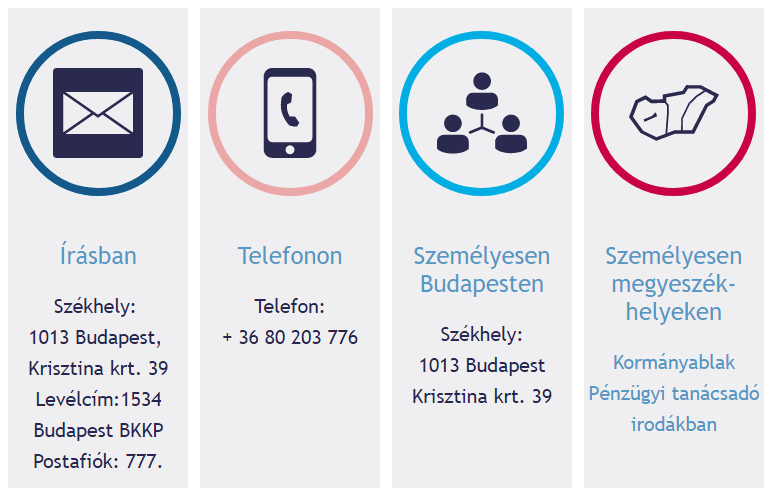 Írásban
Székhely:
1013 Budapest,
Krisztina krt. 39
Levélcím:1534
Budapest BKKP
Postafiók: 777.
Telefonon
Telefon:
+ 36 80 203 776
Személyesen
Budapesten
Székhely:
1013 Budapest
Krisztina krt. 39
Személyesen
megyeszék-
helyeken
Kormányablak
Pénzügyi tanácsadó
irodákban